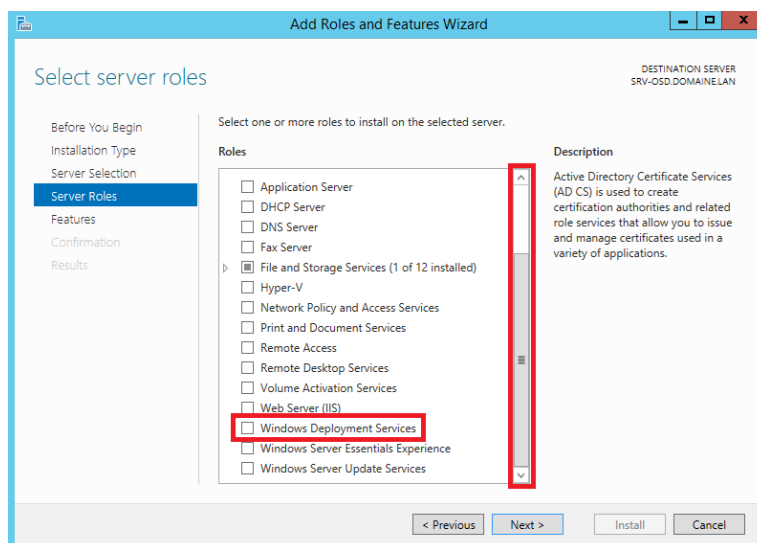 Add Roles and Features Wizard
Select server roles
DESTINATION SERVER
SRV-OSD.DOMAINE.LAN
Before You Begin
Installation Type
Server Selection
Server Roles
Features
Confirmation
Results
Select one or more roles to install on the selected server.
Roles
Application Server
DHCP Server
DNS Server
Fax Server
File and Storage Services (1 of 12 installed)
Hyper-V
Network Policy and Access Services
Print and Document Services
Remote Access
Remote Desktop Services
Volume Activation Services
Web Server (IIS)
Windows Deployment Services
Windows Server Essentials Experience
Windows Server Update Services
Description
Active Directory Certificate Services
(AD CS) is used to create
certification authorities and related
role services that allow you to issue
and manage certificates used in a
variety of applications.
< Previous
Next >
Install
Cancel